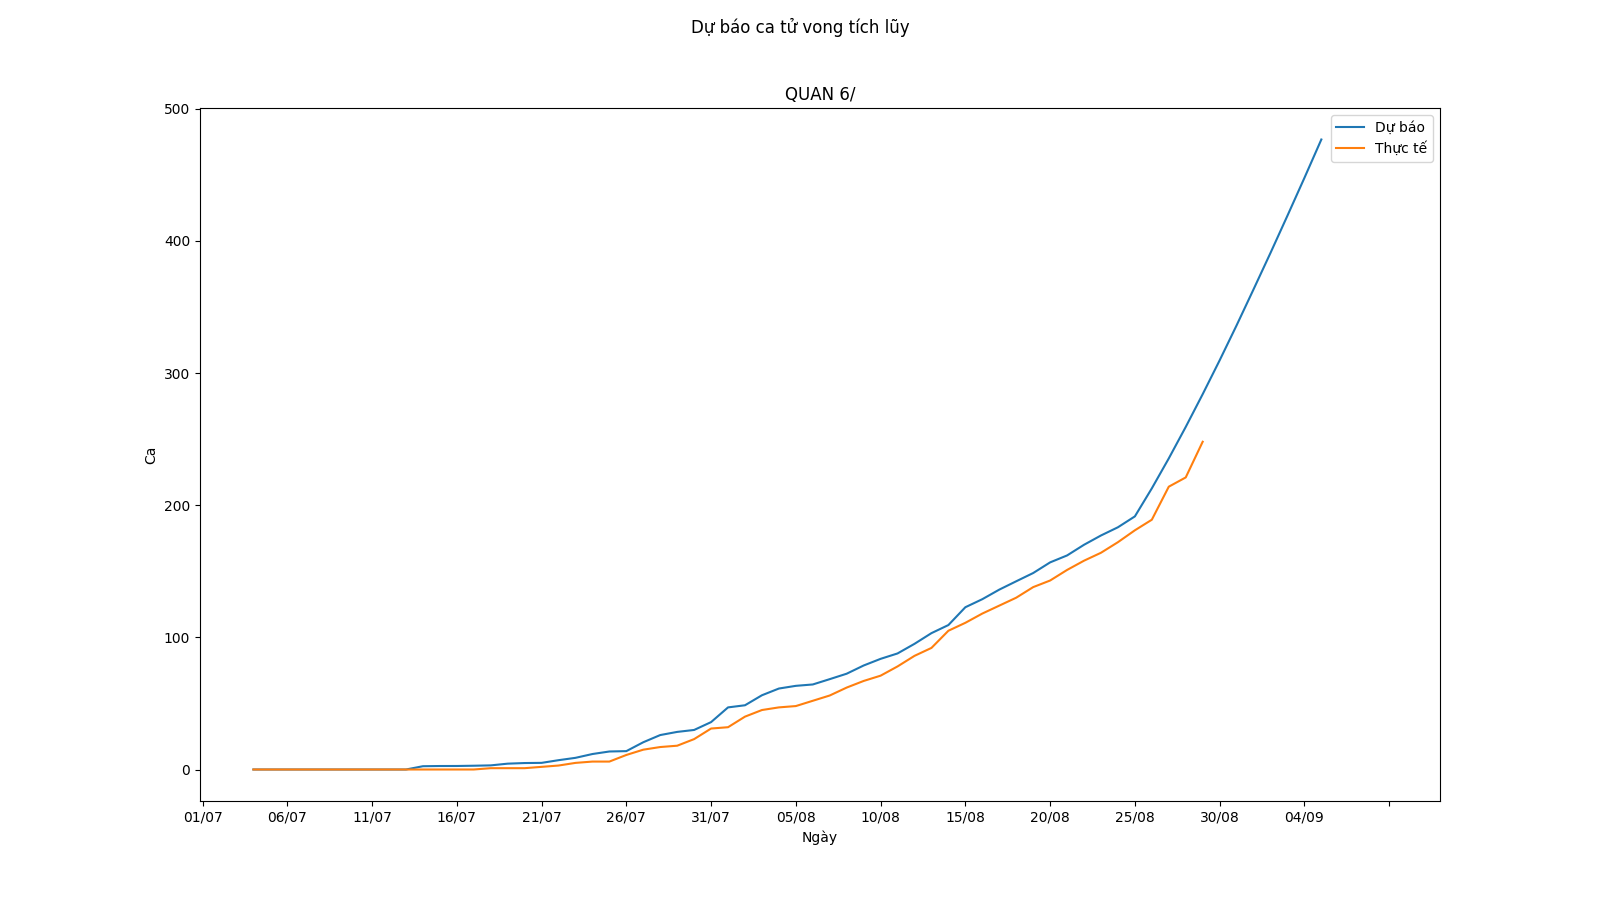 Dự báo ca tử vong tích lũy
QUAN 6/
500
400
300
200
100
0
Ca
Dự báo
Thực tế
01/07 06/07 11/07 16/07 21/07 26/07 31/07 05/08 10/08 15/08 20/08 25/08 30/08 04/09
Ngày